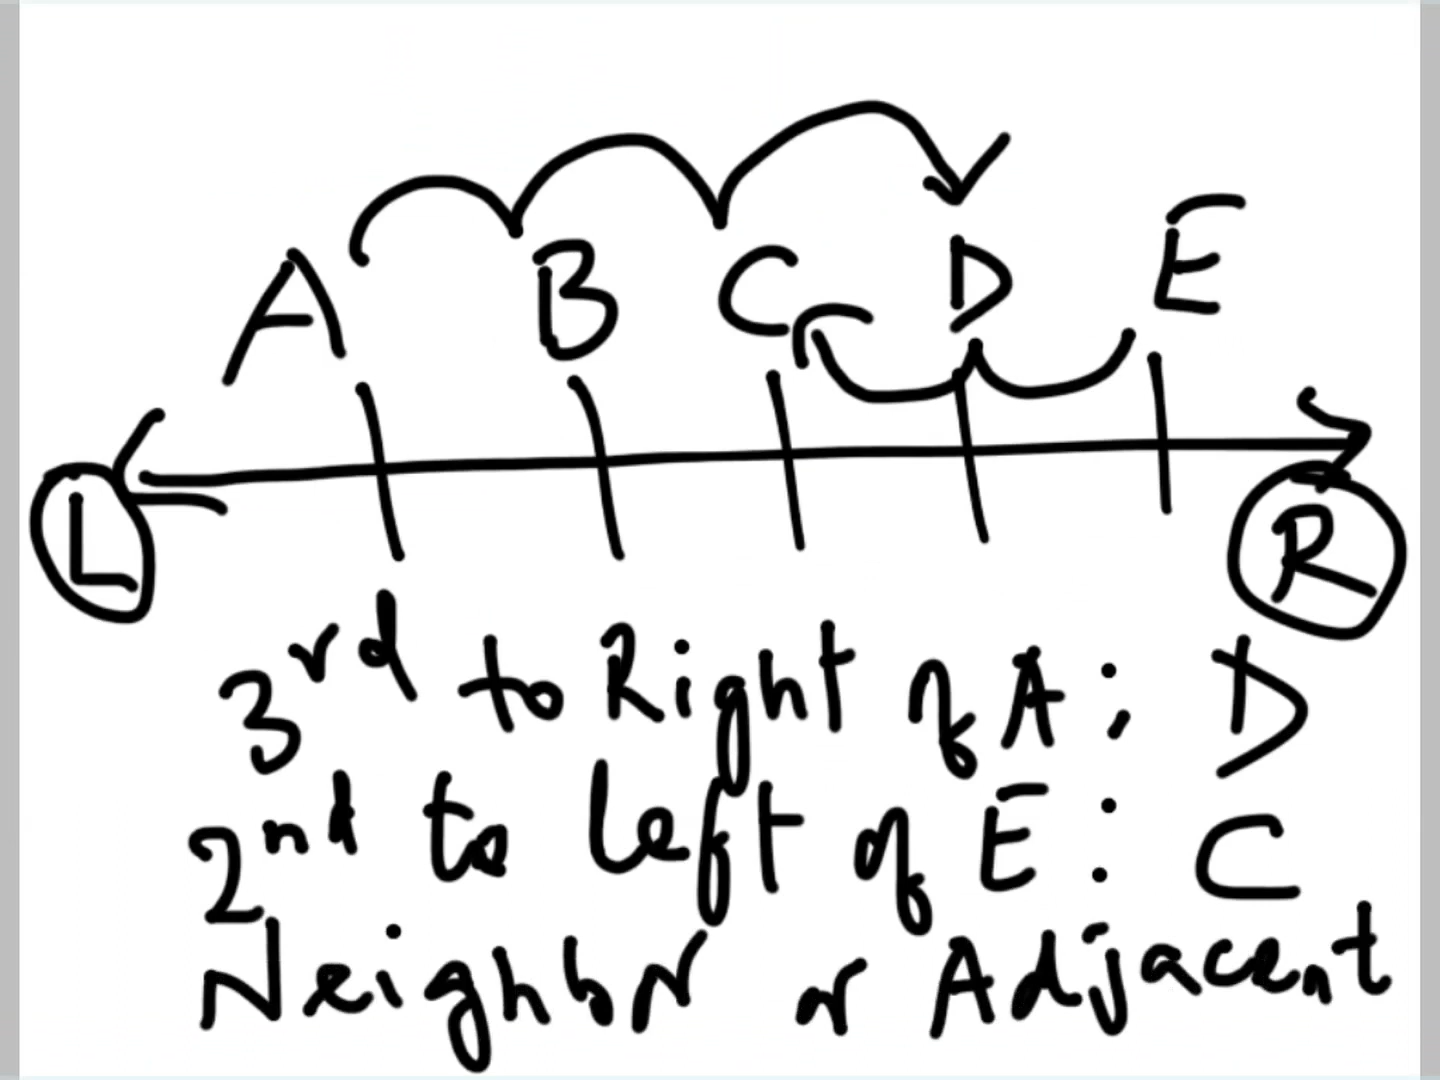 A B C D E
L R
3rd to Right of A: D
2nd to left of E: C
Neighbor or Adjacent